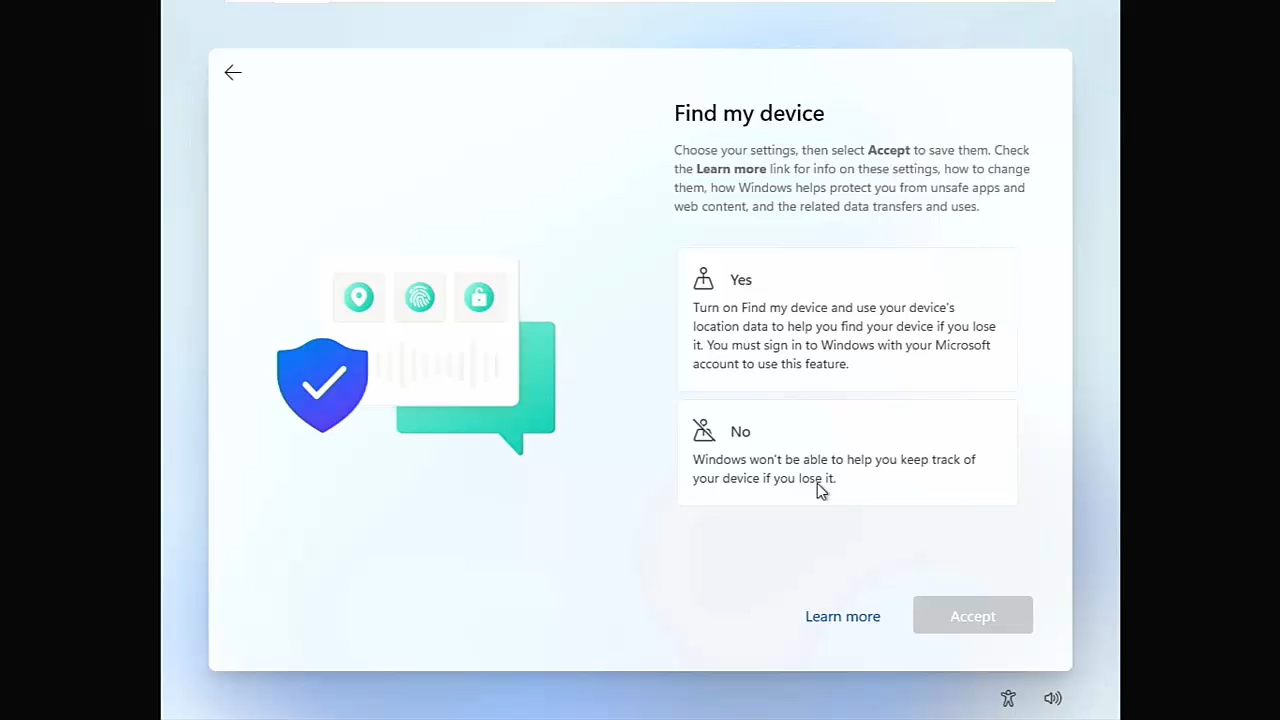 Find my device
Choose your settings, then select Accept to save them. Check
the Learn more link for info on these settings, how to change
them, how Windows helps protect you from unsafe apps and
web content, and the related data transfers and uses.
Yes
Turn on Find my device and use your device's
location data to help you find your device if you lose
it. You must sign in to Windows with your Microsoft
account to use this feature.
No
Windows won't be able to help you keep track of
your device if you lose it.
Learn more
Accept